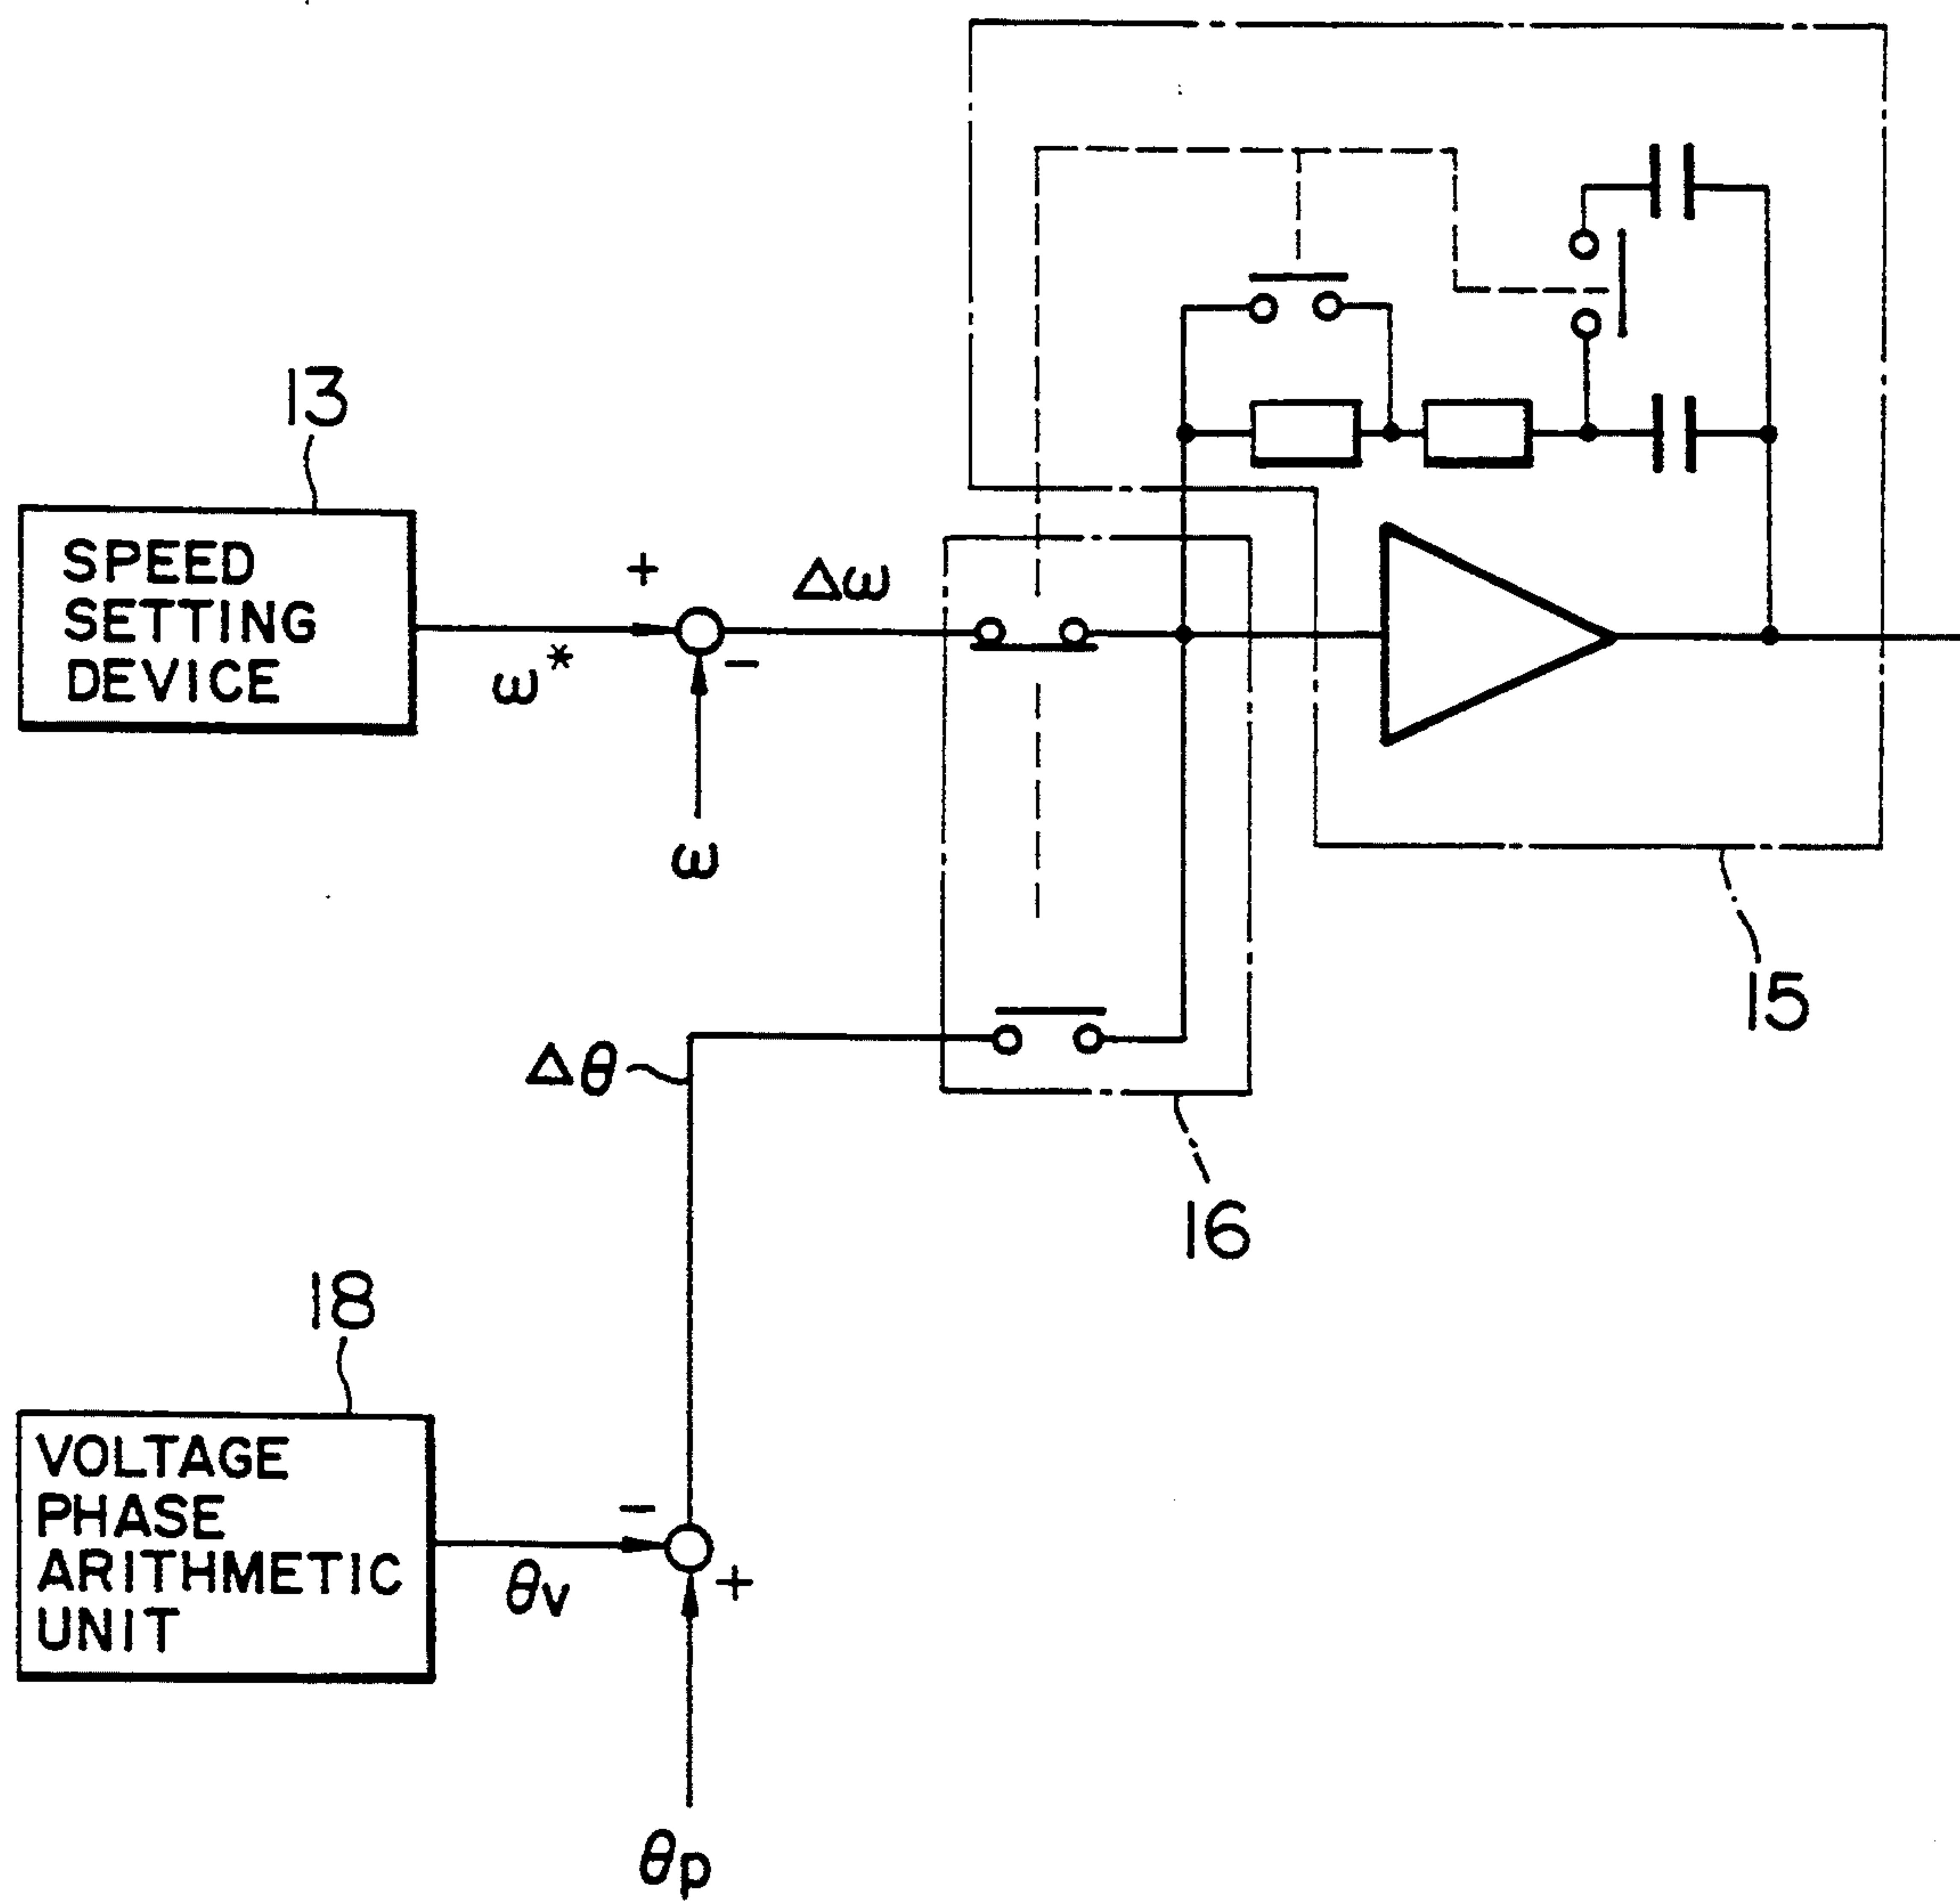 13
SPEED
SETTING
DEVICE
+
Δω
ω*
−
ω
15
Δθ
16
18
VOLTAGE
PHASE
ARITHMETIC
UNIT
−
θv
+
θp